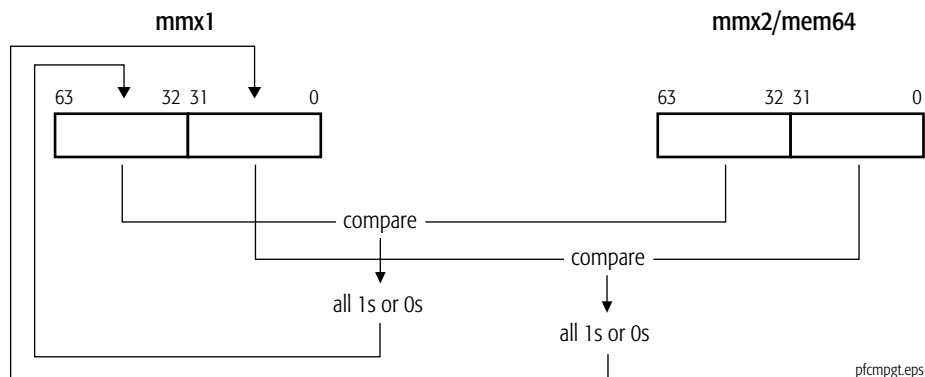 mmx1 mmx2/mem64
63 32 31 0 63 32 31 0
compare
compare
all 1s or 0s
all 1s or 0s
pfcmpgt.eps